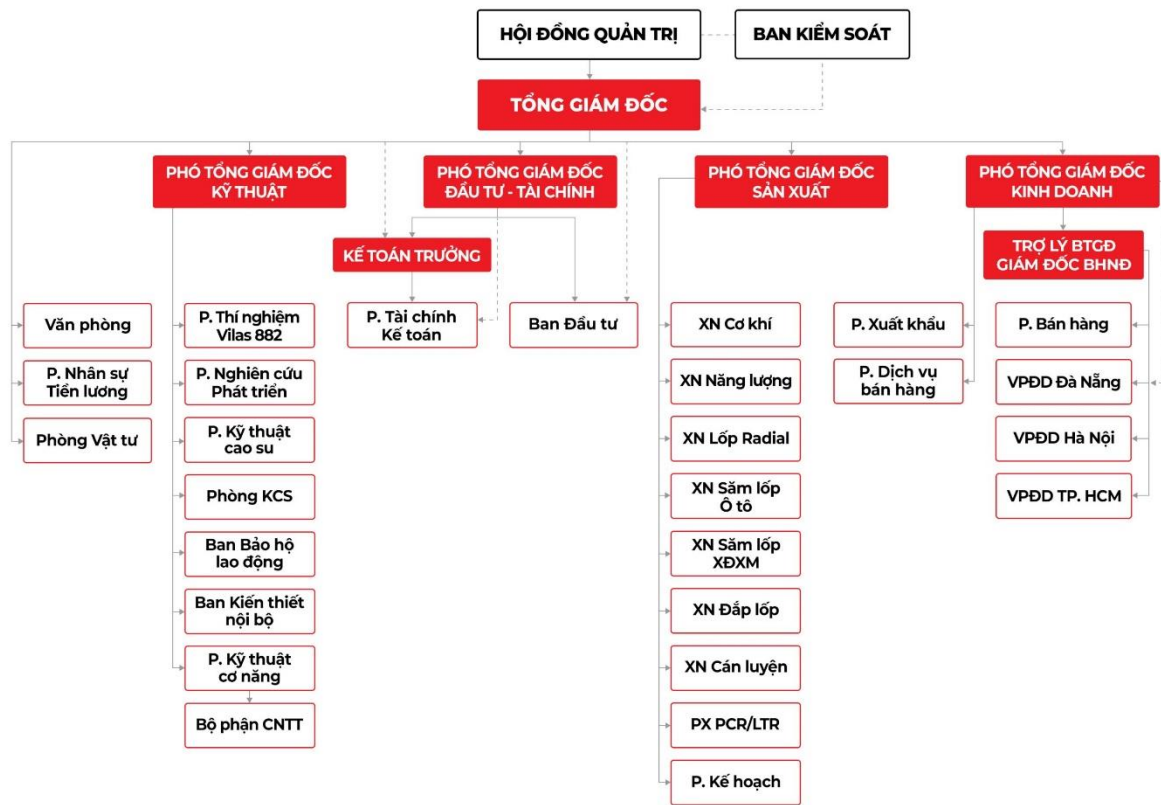 HỘI ĐỒNG QUẢN TRỊ
BAN KIỂM SOÁT
TỔNG GIÁM ĐỐC
PHÓ TỔNG GIÁM ĐỐC
KỸ THUẬT
PHÓ TỔNG GIÁM ĐỐC
ĐẦU TƯ - TÀI CHÍNH
PHÓ TỔNG GIÁM ĐỐC
SẢN XUẤT
PHÓ TỔNG GIÁM ĐỐC
KINH DOANH
KẾ TOÁN TRƯỞNG
TRỢ LÝ BTGĐ
GIÁM ĐỐC BHNĐ
Văn phòng
P. Nhân sự
Tiền lương
Phòng Vật tư
P. Thí nghiệm
Vilas 882
P. Nghiên cứu
Phát triển
P. Kỹ thuật
cao su
Phòng KCS
Ban Bảo hộ
lao động
Ban Kiến thiết
nội bộ
P. Kỹ thuật
cơ năng
Bộ phận CNTT
P. Tài chính
Kế toán
Ban Đầu tư
XN Cơ khí
XN Năng lượng
XN Lốp Radial
XN Săm lốp
Ô tô
XN Săm lốp
XĐXM
XN Đắp lốp
XN Cán luyện
PX PCR/LTR
P. Kế hoạch
P. Xuất khẩu
P. Dịch vụ
bán hàng
P. Bán hàng
VPĐD Đà Nẵng
VPĐD Hà Nội
VPĐD TP. HCM